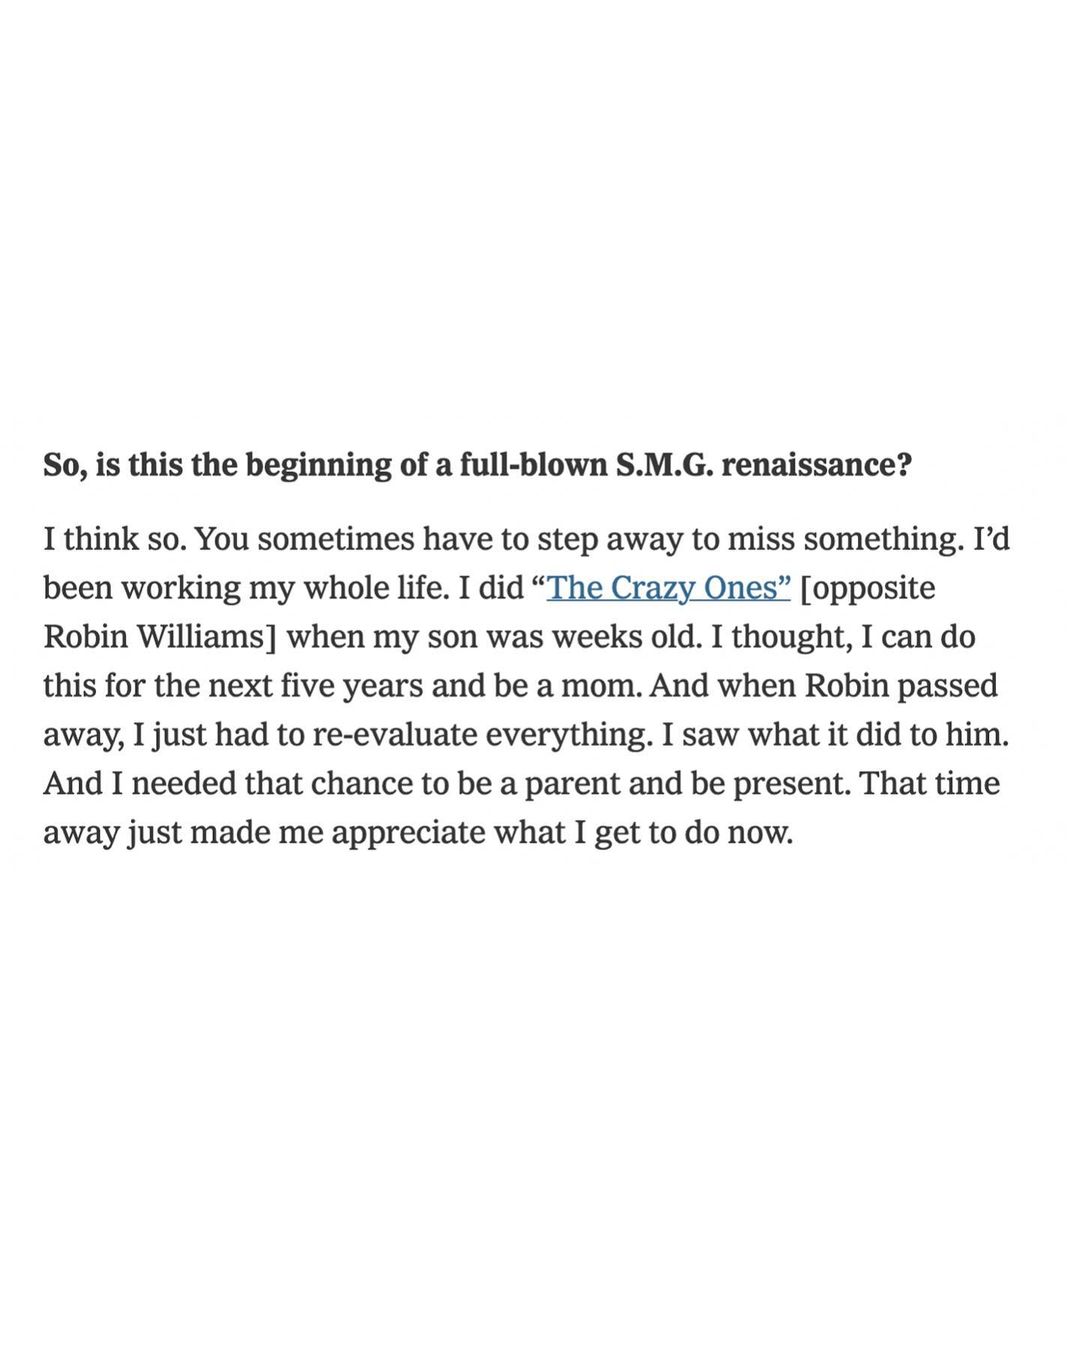 So, is this the beginning of a full-blown S.M.G. renaissance?
I think so. You sometimes have to step away to miss something. I’d
been working my whole life. I did “The Crazy Ones” [opposite
Robin Williams] when my son was weeks old. I thought, I can do
this for the next five years and be a mom. And when Robin passed
away, I just had to re-evaluate everything. I saw what it did to him.
And I needed that chance to be a parent and be present. That time
away just made me appreciate what I get to do now.